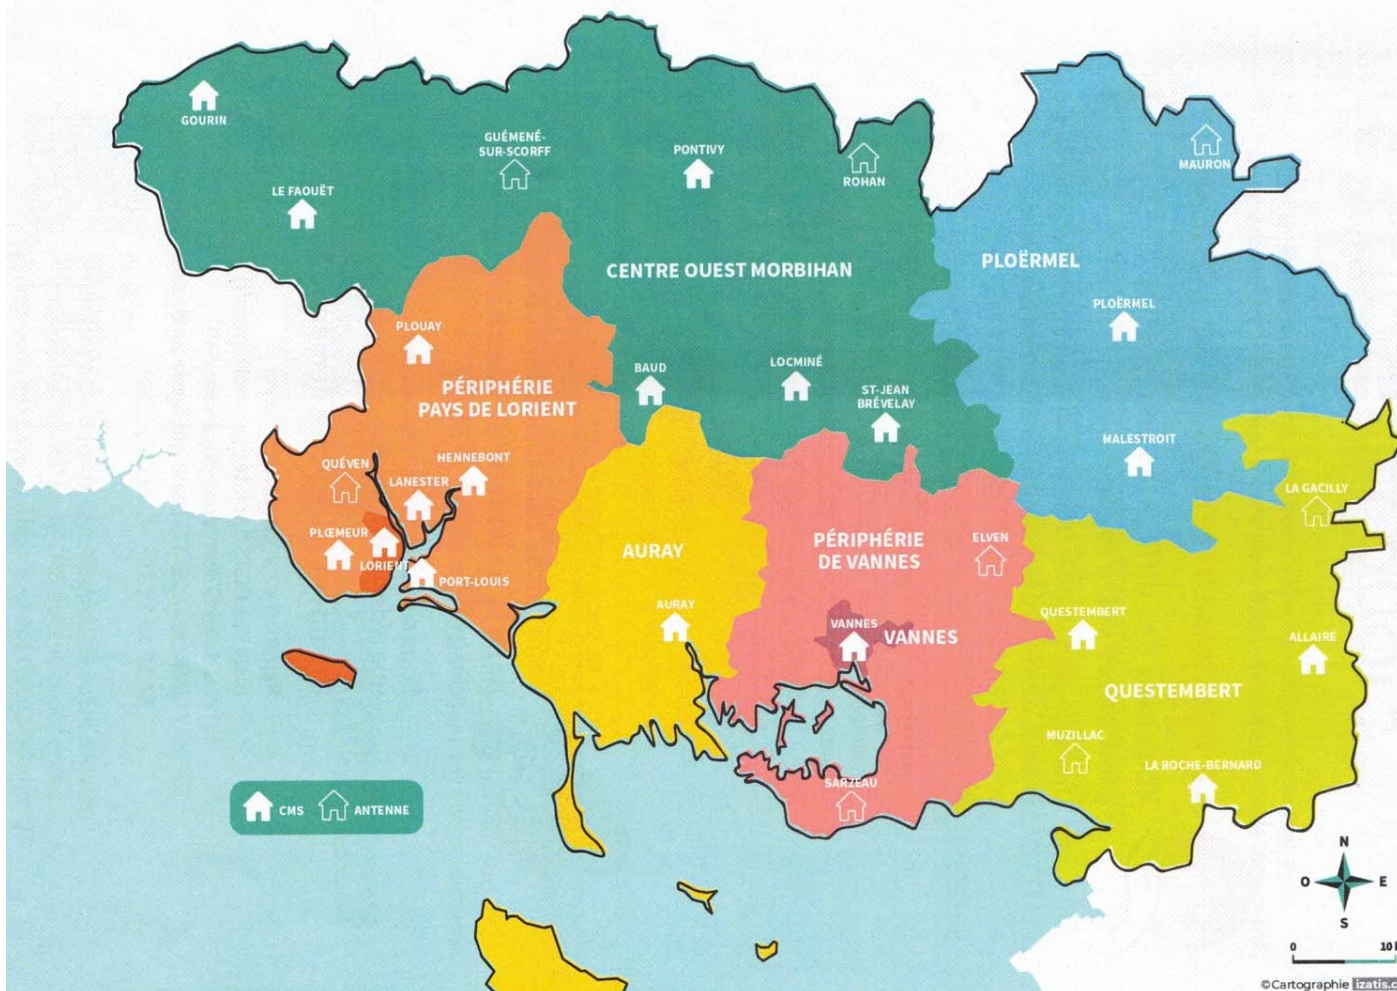 GOURIN
GUÉMENÉ-
SUR-SCORFF
PONTIVY
ROHAN
MAURON
LE FAOUËT
CENTRE OUEST MORBIHAN
PLOËRMEL
PLOËRMEL
PLOUAY
PÉRIPHÉRIE
PAYS DE LORIENT
BAUD
LOCMINÉ
ST-JEAN
BRÉVELAY
MALESTROIT
QUÉVEN
LANESTER
HENNEBONT
LA GACILLY
PLŒMEUR
LORIENT
PORT-LOUIS
AURAY
AURAY
PÉRIPHÉRIE
DE VANNES
ELVEN
VANNES
VANNES
QUESTEMBERT
ALLAIRE
QUESTEMBERT
MUZILLAC
LA ROCHE-BERNARD
SARZEAU
CMS
ANTENNE
N
O
E
S
0
10
©Cartographie izatis.c